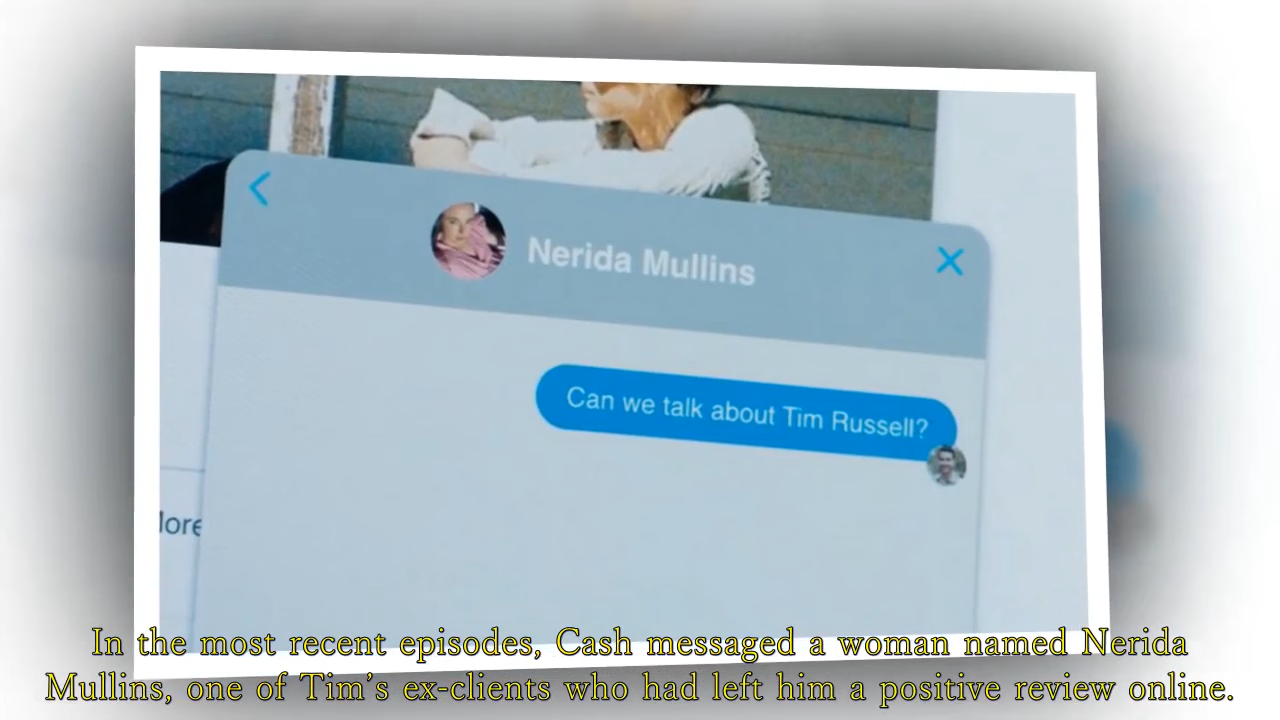 Nerida Mullins
Can we talk about Tim Russell?
In the most recent episodes, Cash messaged a woman named Nerida
Mullins, one of Tim’s ex-clients who had left him a positive review online.